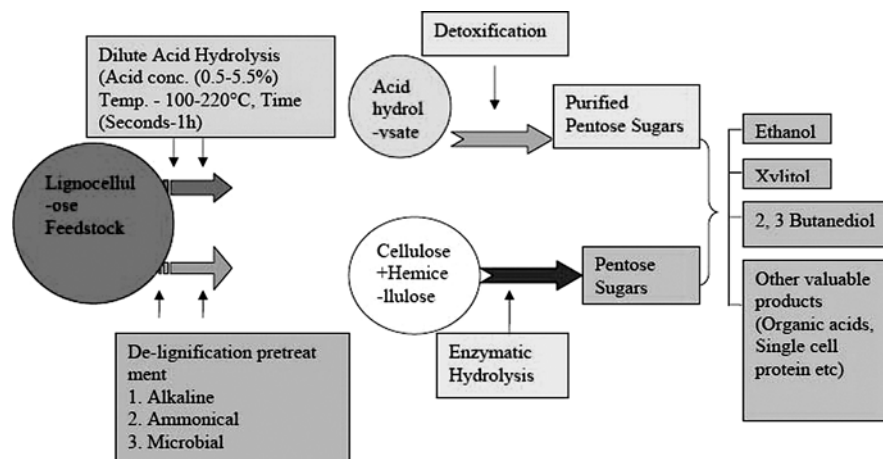 Dilute Acid Hydrolysis
(Acid conc. (0.5-5.5%)
Temp. - 100-220°C, Time
(Seconds-1h)
Lignocellul
-ose
Feedstock
De-lignification pretreat
ment
1. Alkaline
2. Ammonical
3. Microbial
Detoxification
Acid
hydrol
-vsate
Purified
Pentose Sugars
Cellulose
+Hemice
-llulose
Pentose
Sugars
Enzymatic
Hydrolysis
Ethanol
Xylitol
2, 3 Butanediol
Other valuable
products
(Organic acids,
Single cell
protein etc)